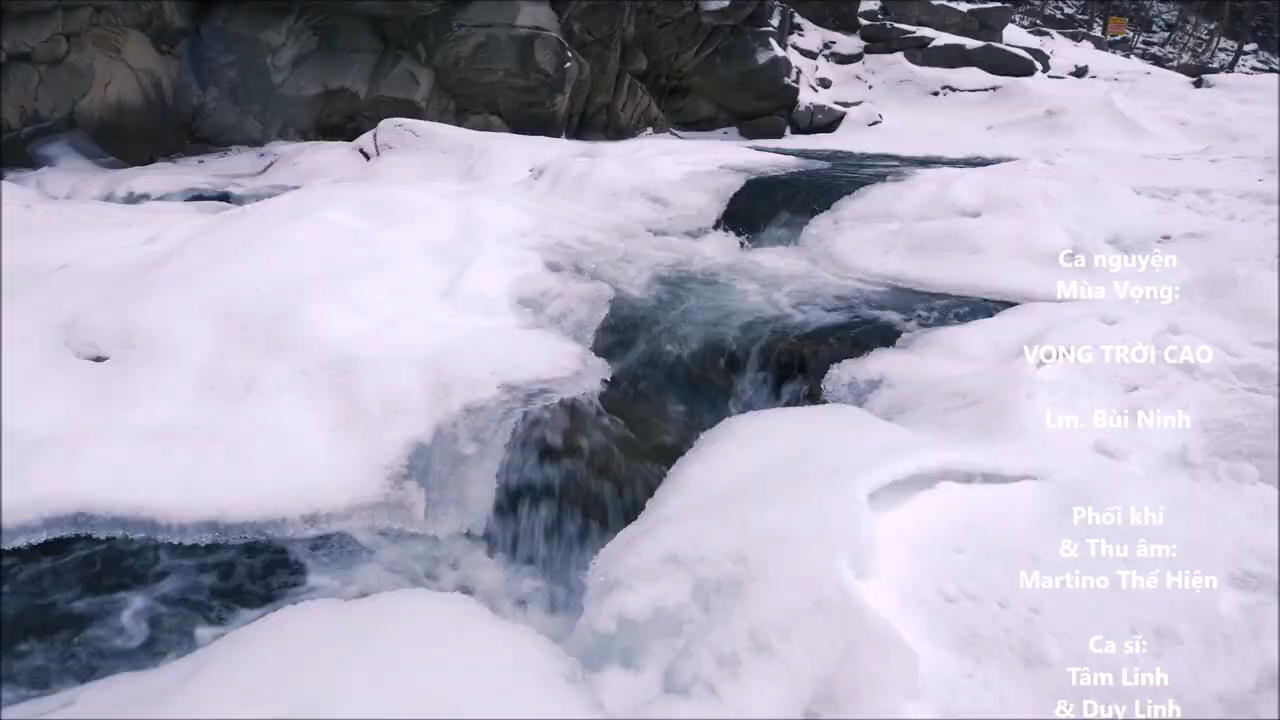 Ca nguyện
Mùa Vọng:
VỌNG TRỜI CAO
Lm. Bùi Ninh
Phối khí
& Thu âm:
Martino Thế Hiện
Ca sĩ:
Tâm Linh
& Duy Linh